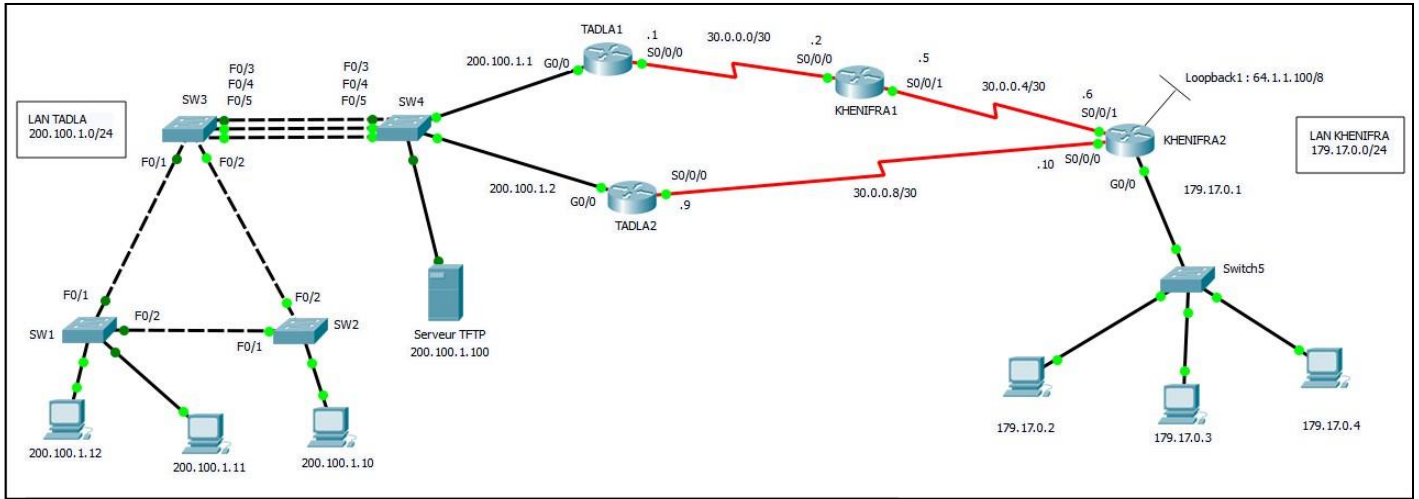 TADLA1
.1
30.0.0.0/30
.2
S0/0/0
S0/0/0
200.100.1.1
G0/0
.5
S0/0/1
KHENIFRA1
30.0.0.4/30
Loopback1 : 64.1.1.100/8
F0/3
F0/4
F0/5
F0/3
F0/4
F0/5
SW3
SW4
LAN TADLA
200.100.1.0/24
.6
S0/0/1
KHENIFRA2
LAN KHENIFRA
179.17.0.0/24
F0/1
F0/2
.10
S0/0/0
G0/0
179.17.0.1
200.100.1.2
G0/0
S0/0/0
.9
TADLA2
30.0.0.8/30
Switch5
F0/1
F0/2
F0/2
SW1
F0/1
SW2
Serveur TFTP
200.100.1.100
200.100.1.12
200.100.1.11
200.100.1.10
179.17.0.2
179.17.0.3
179.17.0.4